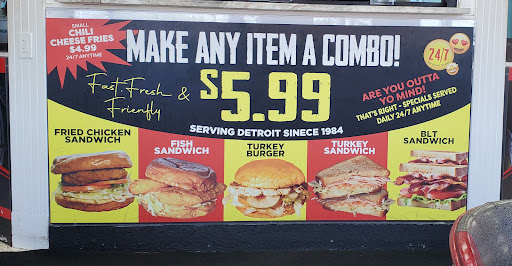 SMALL
CHILI
CHEESE FRIES
$4.99
24/7 ANYTIME
MAKE ANY ITEM A COMBO!
$5.99
Fast, Fresh &
Friendly
24/7
ARE YOU OUTTA
YO MIND!
THAT'S RIGHT - SPECIALS SERVED
DAILY 24/7 ANYTIME
SERVING DETROIT SINECE 1984
FRIED CHICKEN
SANDWICH
FISH
SANDWICH
TURKEY
BURGER
TURKEY
SANDWICH
BLT
SANDWICH